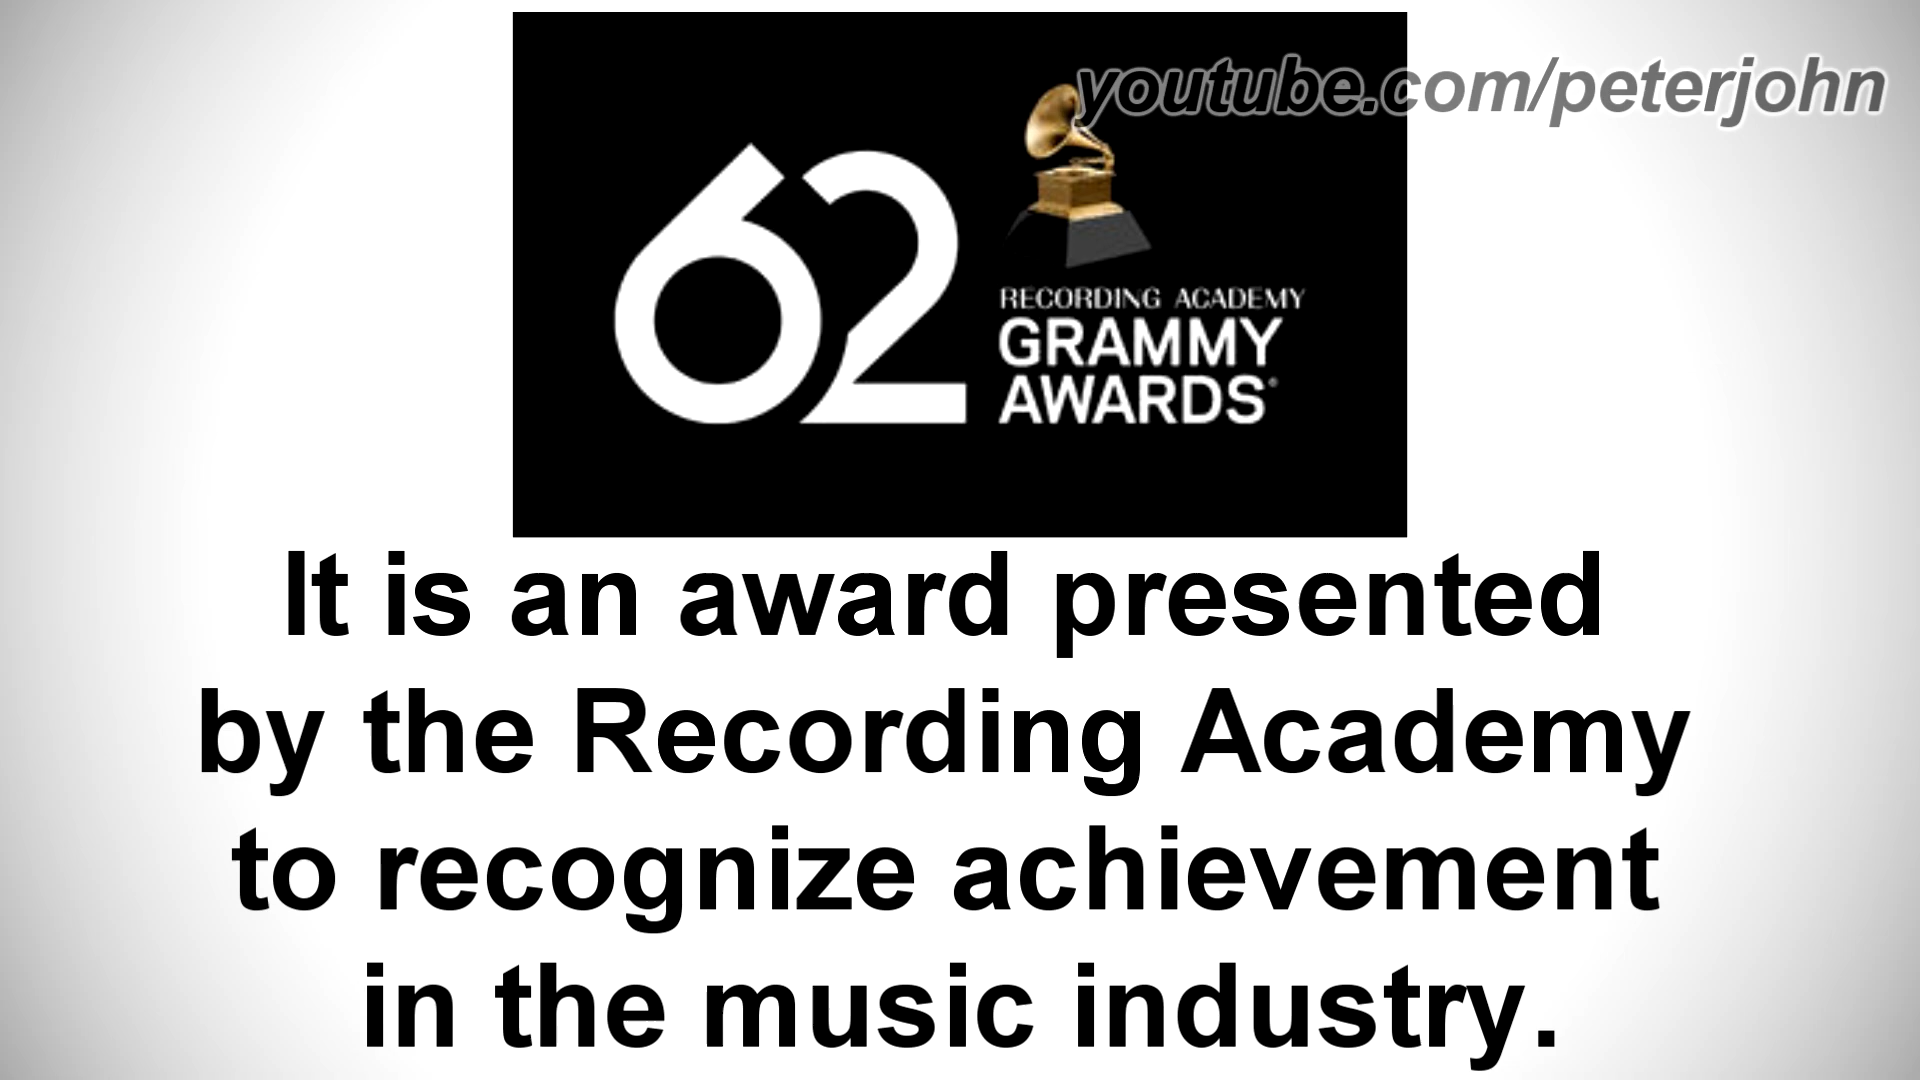 youtube.com/peterjohn
62
RECORDING ACADEMY
GRAMMY
AWARDS®
It is an award presented
by the Recording Academy
to recognize achievement
in the music industry.